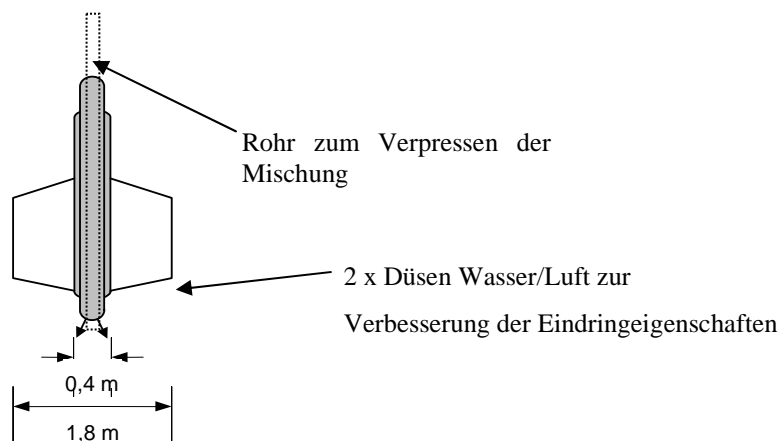 Rohr zum Verpressen der
Mischung
2 x Düsen Wasser/Luft zur
Verbesserung der Eindringeigenschaften
0,4 m
1,8 m